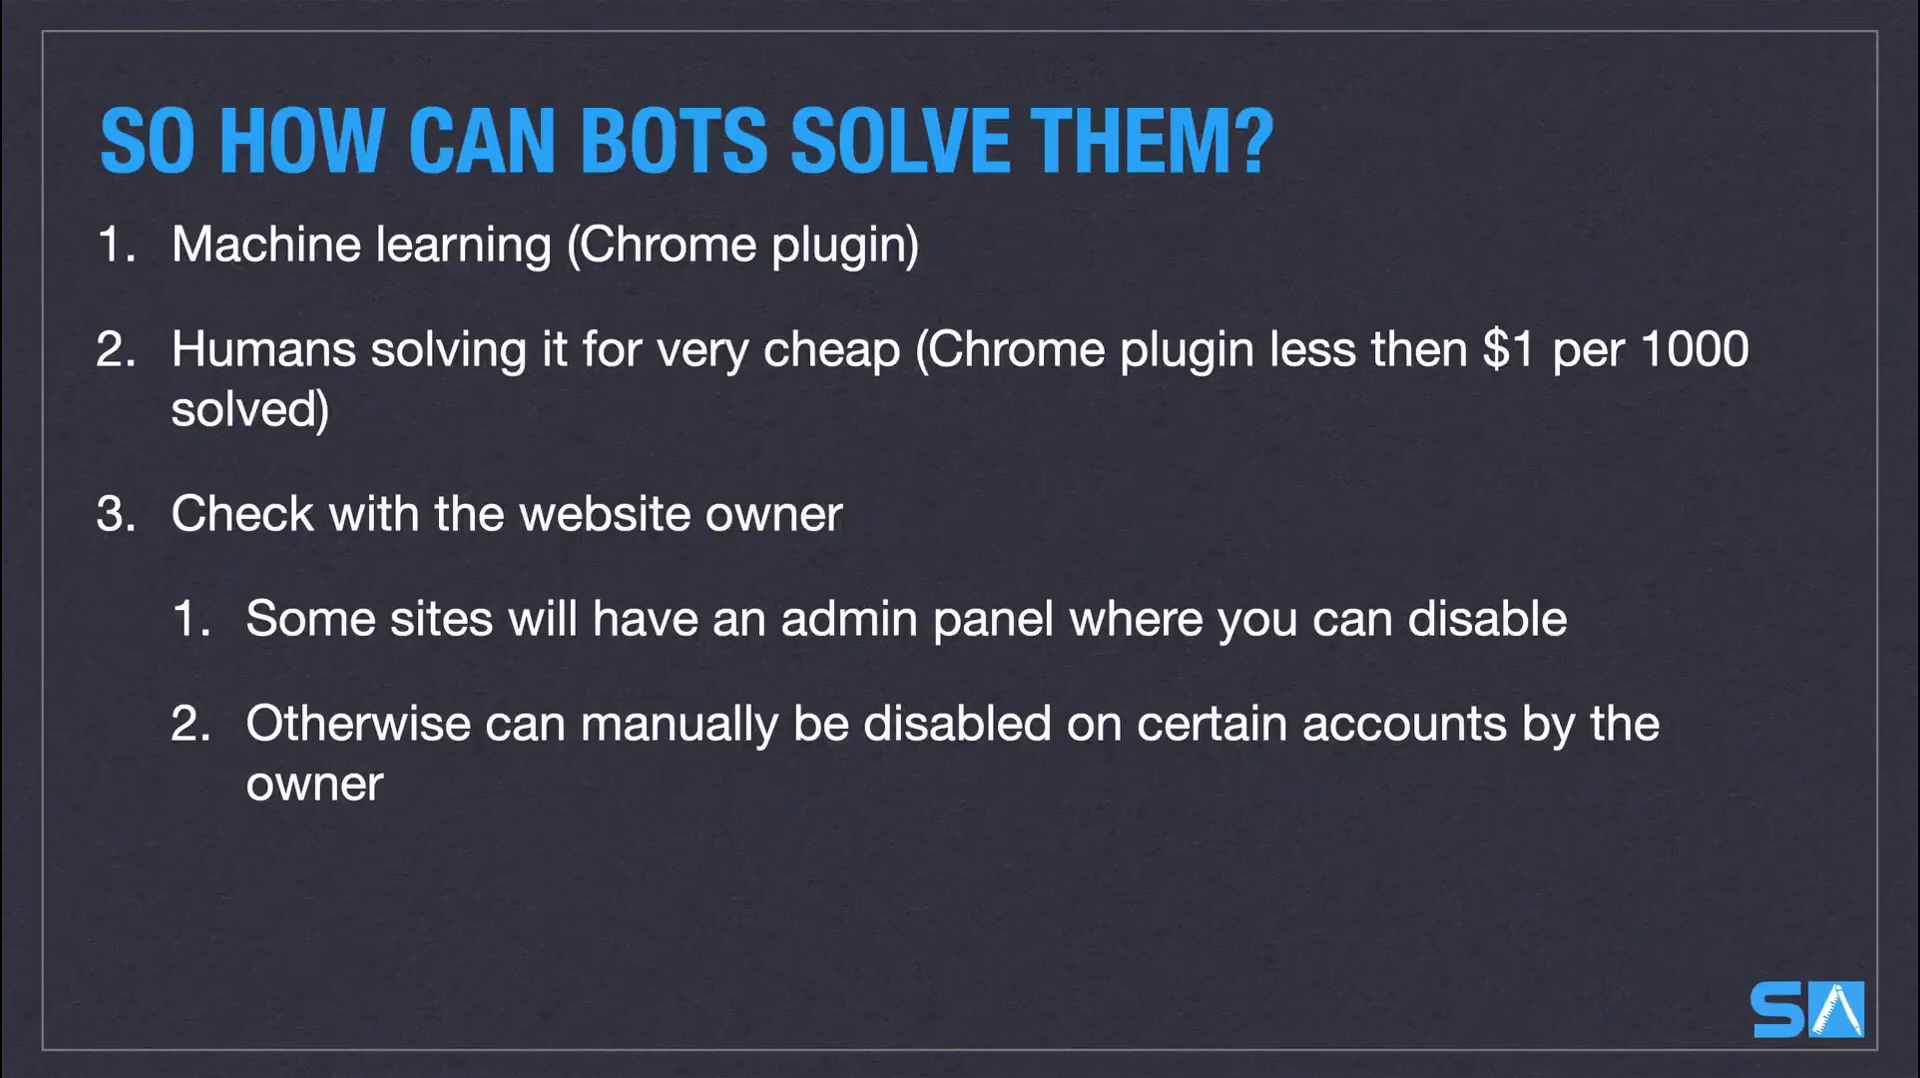 SO HOW CAN BOTS SOLVE THEM?
1. Machine learning (Chrome plugin)
2. Humans solving it for very cheap (Chrome plugin less then $1 per 1000
solved)
3. Check with the website owner
1. Some sites will have an admin panel where you can disable
2. Otherwise can manually be disabled on certain accounts by the
owner
SA